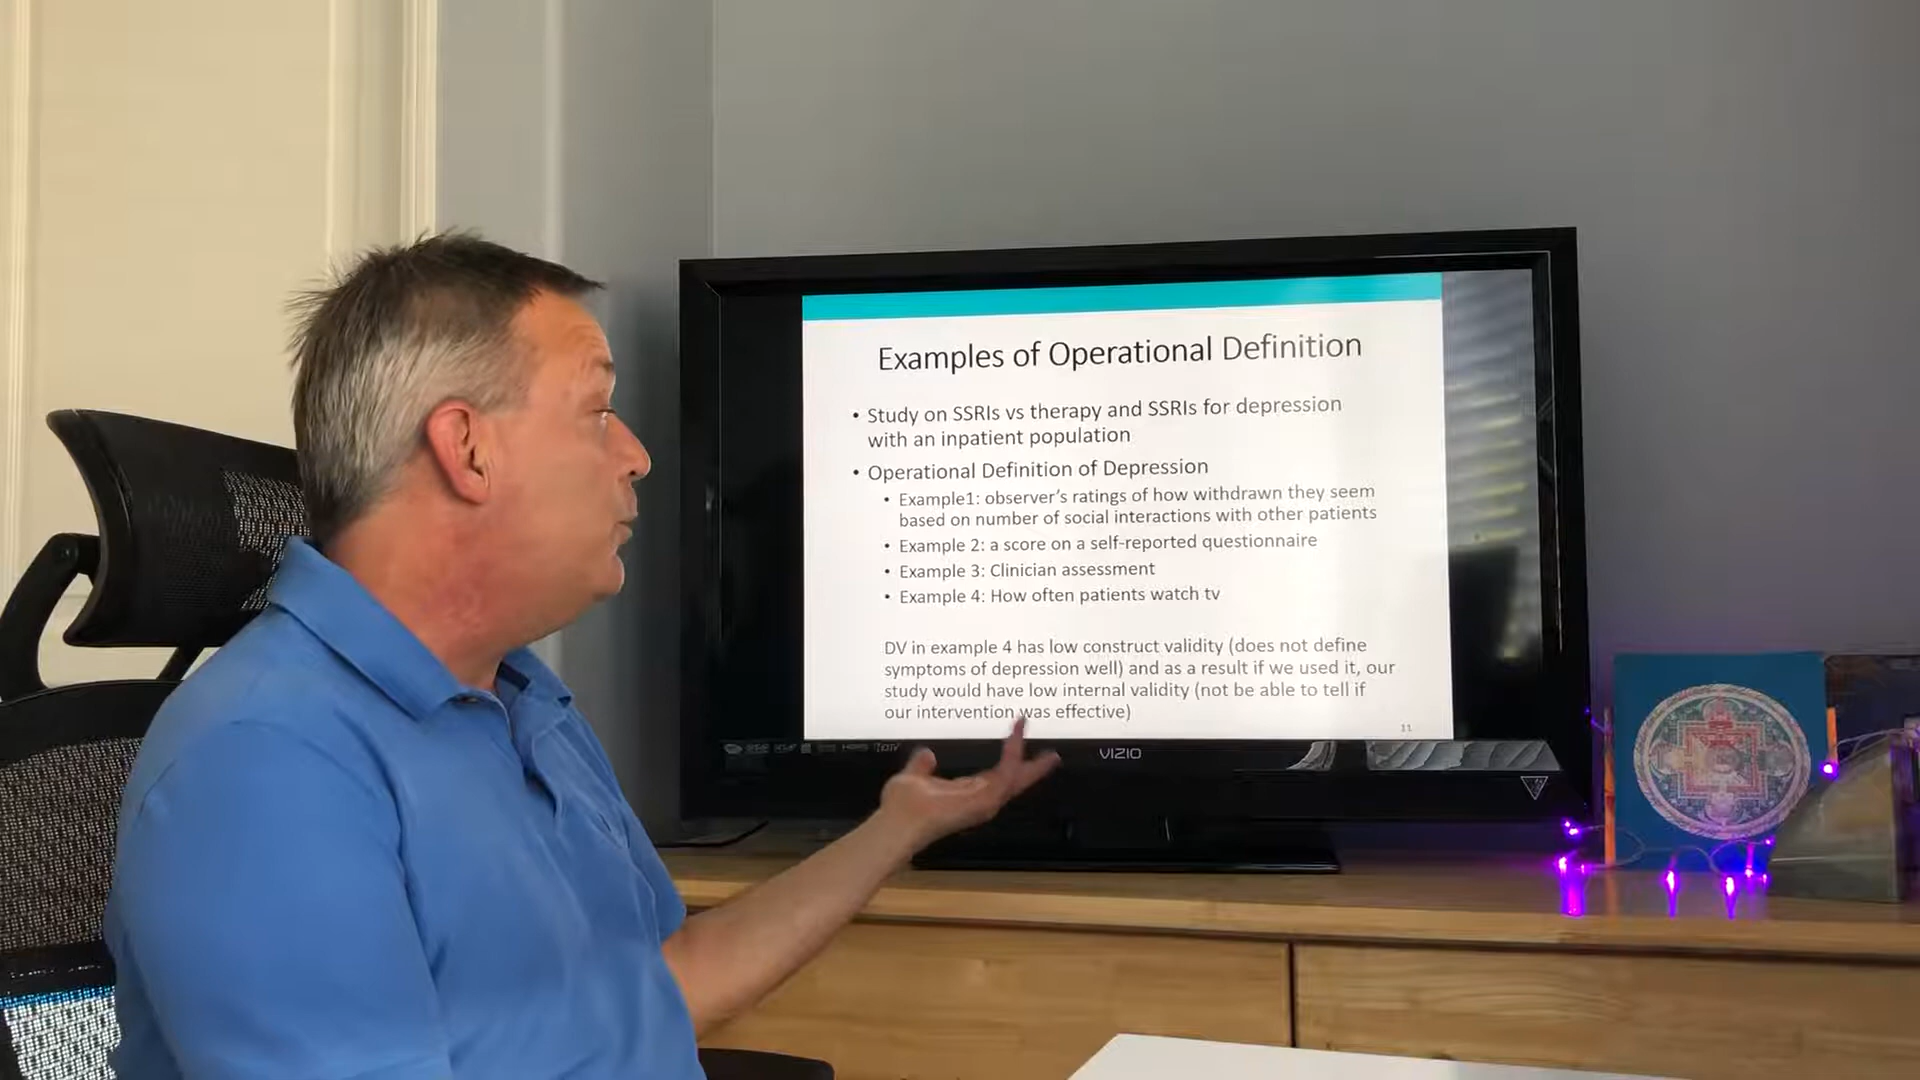 Examples of Operational Definition
• Study on SSRIs vs therapy and SSRIs for depression
with an inpatient population
• Operational Definition of Depression
• Example1: observer's ratings of how withdrawn they seem
based on number of social interactions with other patients
• Example 2: a score on a self-reported questionnaire
• Example 3: Clinician assessment
• Example 4: How often patients watch tv
DV in example 4 has low construct validity (does not define
symptoms of depression well) and as a result if we used it, our
study would have low internal validity (not be able to tell if
our intervention was effective)
11
VIZIO